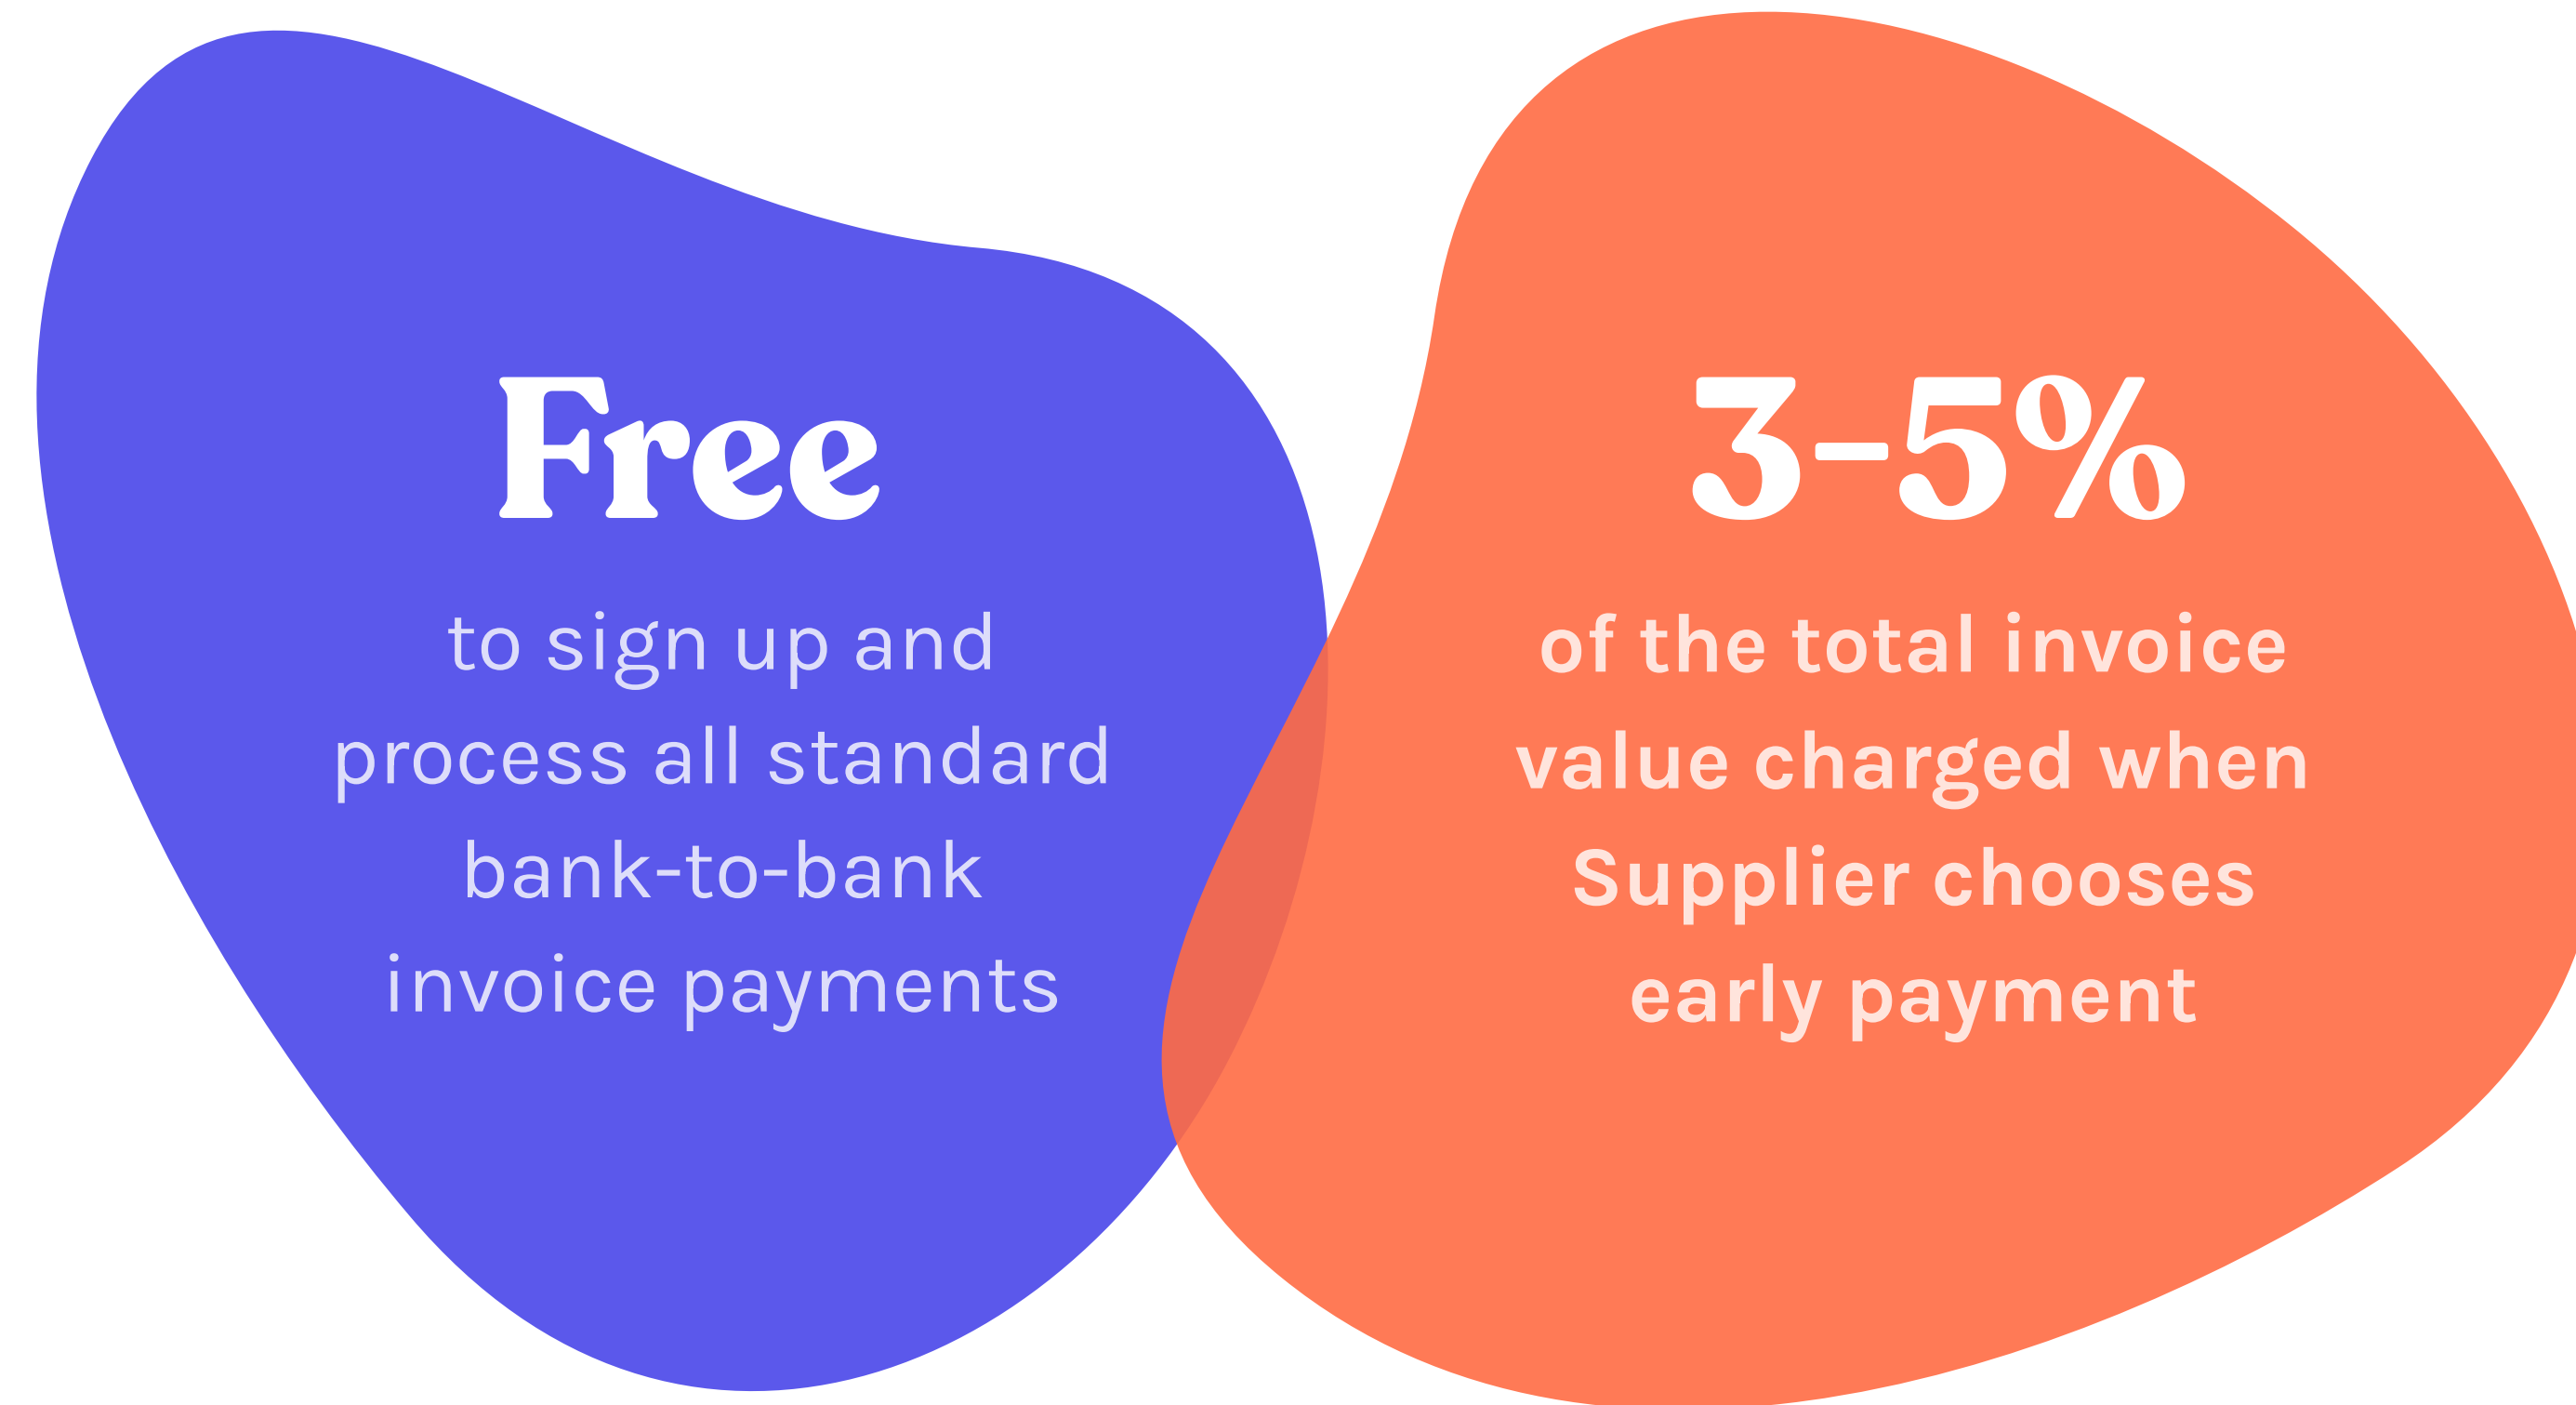 Free
to sign up and
process all standard
bank-to-bank
invoice payments
3-5%
of the total invoice
value charged when
Supplier chooses
early payment